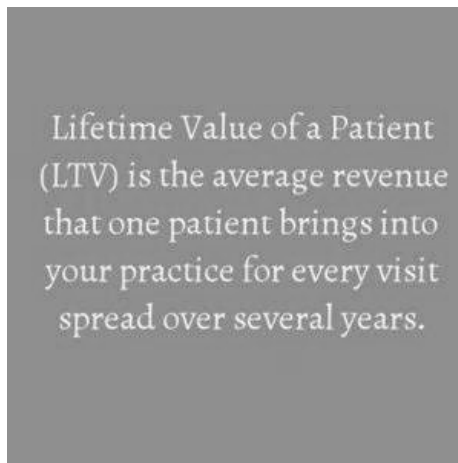 Lifetime Value of a Patient
(LTV) is the average revenue
that one patient brings into
your practice for every visit
spread over several years.